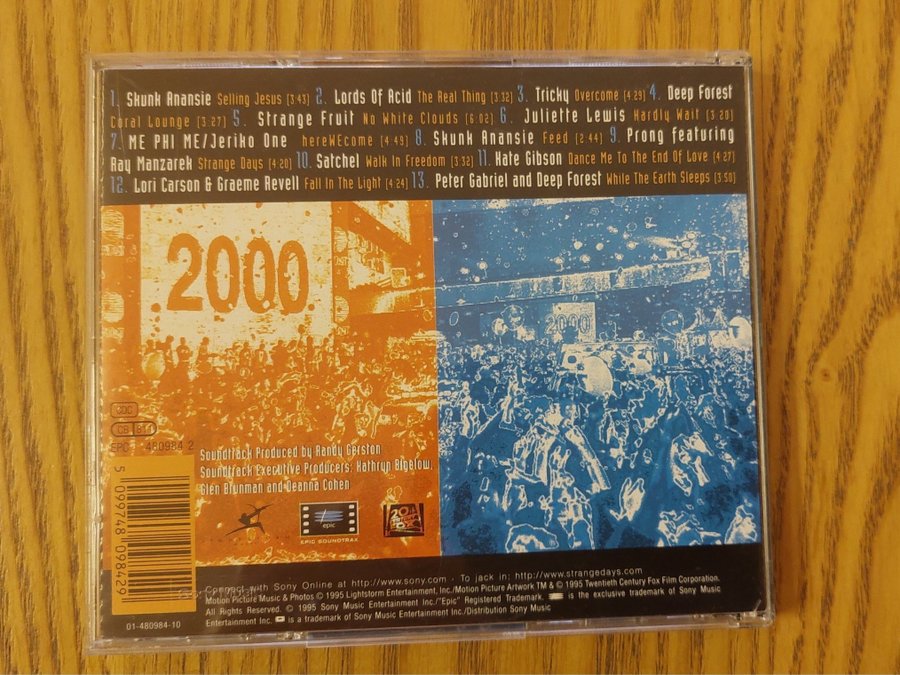 1. Skunk Anansie Selling Jesus [3:43] 2. Lords Of Acid The Real Thing [3:32] 3. Tricky Overcome [4:29] 4. Deep Forest
Coral Lounge [3:27] 5. Strange Fruit No White Clouds [6:02] 6. Juliette Lewis Hardly Wait [3:20]
7. ME PHI ME/Jeriko One hereWEcome [4:49] 8. Skunk Anansie Feed [2:44] 9. Prong featuring
Ray Manzarek Strange Days [4:20] 10. Satchel Walk In Freedom [3:32] 11. Kate Gibson Dance Me To The End Of Love [4:27]
12. Lori Carson & Graeme Revell Fall In The Light [4:24] 13. Peter Gabriel and Deep Forest While The Earth Sleeps [3:50]
2000
2000
EPC 480984 2
Soundtrack Produced by Randy Gerston
Soundtrack Executive Producers: Kathryn Bigelow,
Glen Brunman and Deanna Cohen
5 099748 098429
epic
EPIC SOUNDTRAX
Connect with Sony Online at http://www.sony.com - To jack in: http://www.strangedays.com
Motion Picture Music & Photos © 1995 Lightstorm Entertainment, Inc./Motion Picture Artwork TM & © 1995 Twentieth Century Fox Film Corporation.
All Rights Reserved. © 1995 Sony Music Entertainment Inc./"Epic" Registered Trademark. is the exclusive trademark of Sony Music
Entertainment Inc. is a trademark of Sony Music Entertainment Inc./Distribution Sony Music
01-480984-10